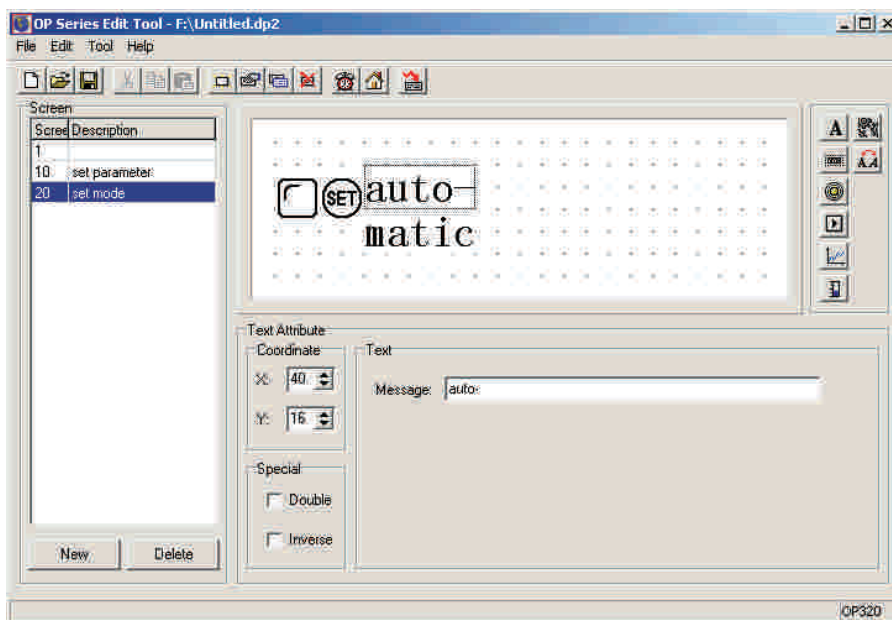 OP Series Edit Tool - F:\Untitled.dp2
File Edit Tool Help
Screen
Scree Description
1
10 set parameter
20 set mode
SET
auto-
matic
A
Text Attribute
Coordinate
X: 40
Y: 16
Special
Double
Inverse
Text
Message: auto-
New Delete
OP320